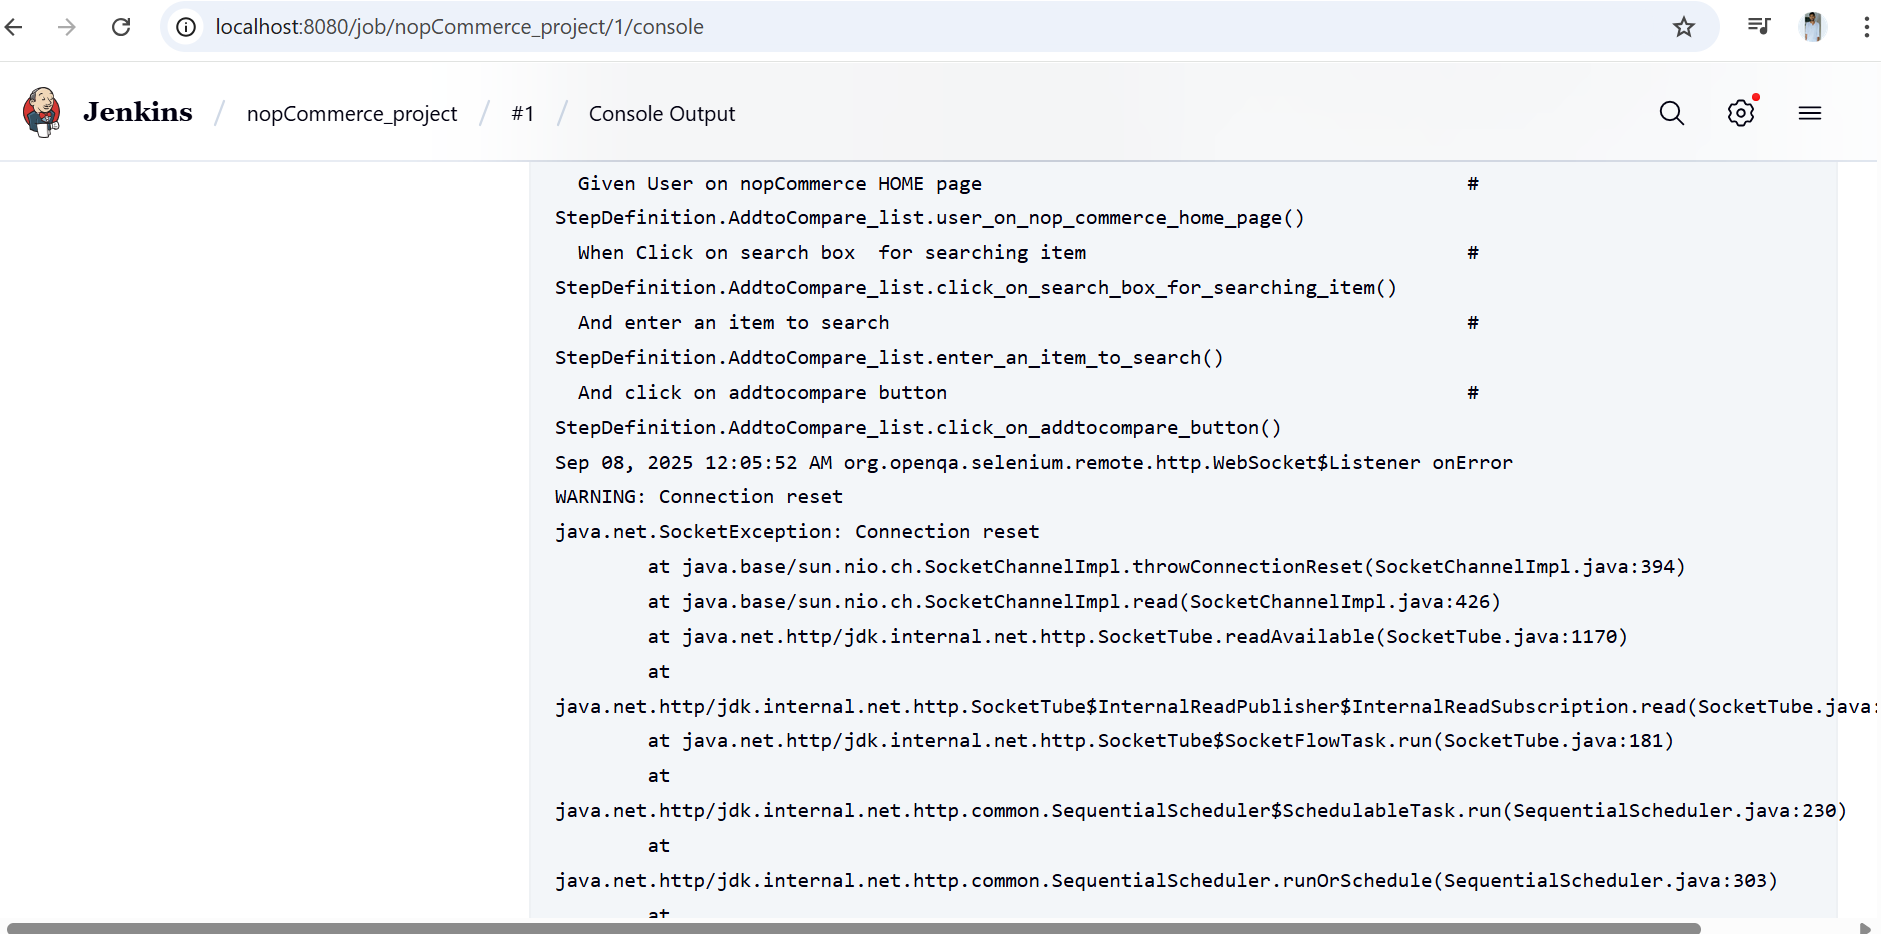 localhost:8080/job/nopCommerce_project/1/console
Jenkins / nopCommerce_project / #1 / Console Output
Given User on nopCommerce HOME page #
StepDefinition.AddtoCompare_list.user_on_nop_commerce_home_page()
When Click on search box  for searching item #
StepDefinition.AddtoCompare_list.click_on_search_box_for_searching_item()
And enter an item to search #
StepDefinition.AddtoCompare_list.enter_an_item_to_search()
And click on addtocompare button #
StepDefinition.AddtoCompare_list.click_on_addtocompare_button()
Sep 08, 2025 12:05:52 AM org.openqa.selenium.remote.http.WebSocket$Listener onError
WARNING: Connection reset
java.net.SocketException: Connection reset
at java.base/sun.nio.ch.SocketChannelImpl.throwConnectionReset(SocketChannelImpl.java:394)
at java.base/sun.nio.ch.SocketChannelImpl.read(SocketChannelImpl.java:426)
at java.net.http/jdk.internal.net.http.SocketTube.readAvailable(SocketTube.java:1170)
at
java.net.http/jdk.internal.net.http.SocketTube$InternalReadPublisher$InternalReadSubscription.read(SocketTube.java:
at java.net.http/jdk.internal.net.http.SocketTube$SocketFlowTask.run(SocketTube.java:181)
at
java.net.http/jdk.internal.net.http.common.SequentialScheduler$SchedulableTask.run(SequentialScheduler.java:230)
at
java.net.http/jdk.internal.net.http.common.SequentialScheduler.runOrSchedule(SequentialScheduler.java:303)
at